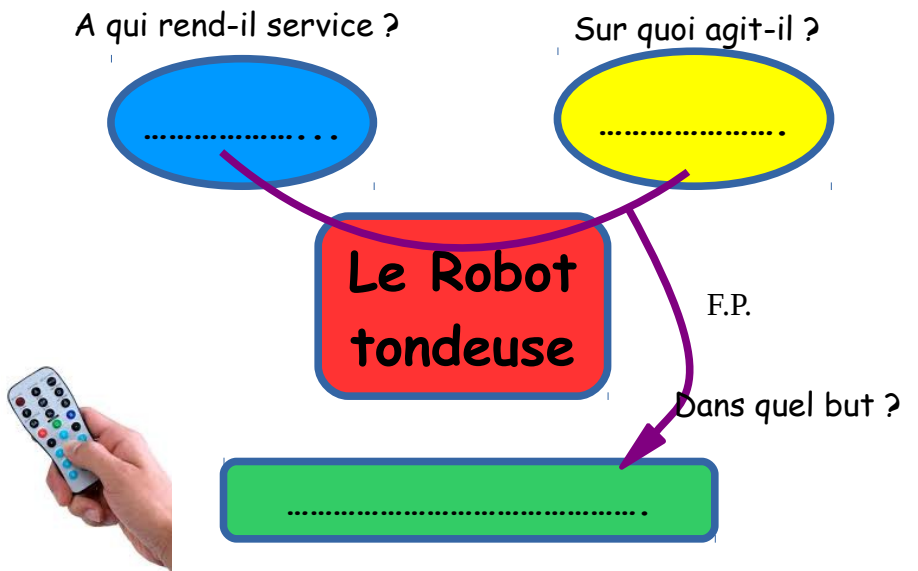 A qui rend-il service ?
Sur quoi agit-il ?
………………...
………………….
Le Robot
tondeuse
F.P.
Dans quel but ?
…………………………………….